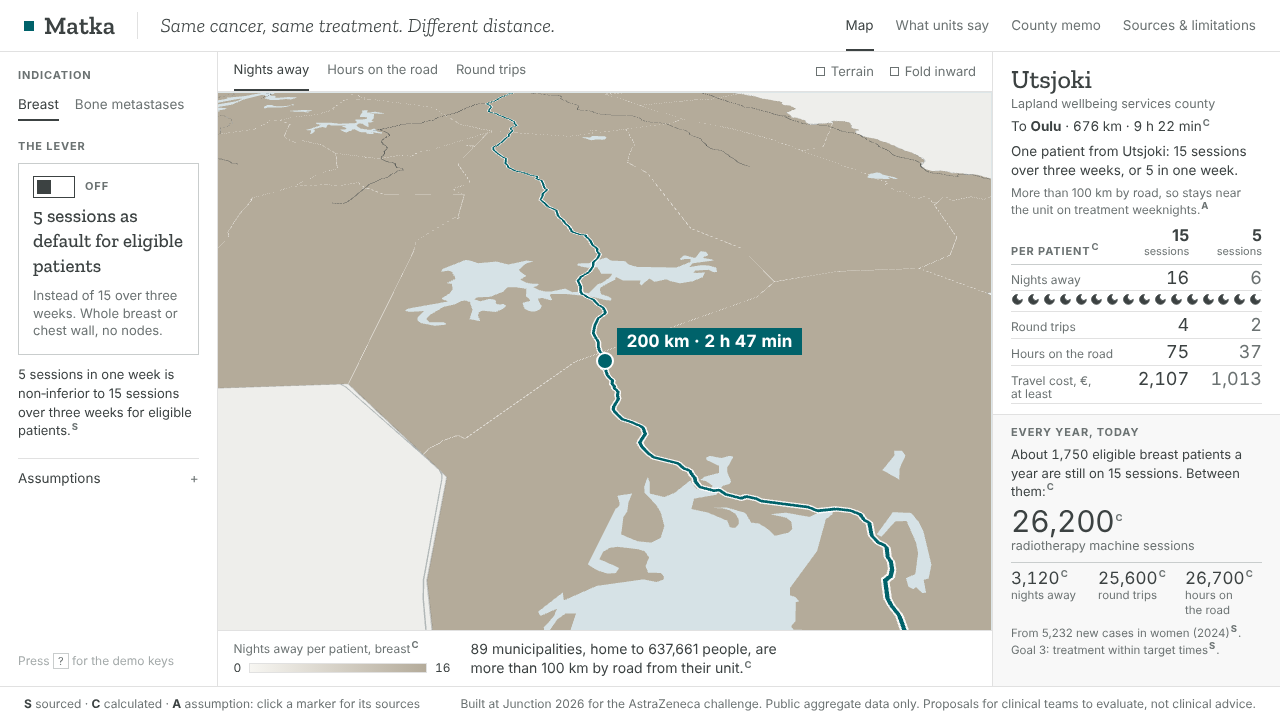 Matka
Same cancer, same treatment. Different distance.
Map
What units say
County memo
Sources & limitations
INDICATION
Breast
Bone metastases
THE LEVER
OFF
5 sessions as
default for eligible
patients
Instead of 15 over three
weeks. Whole breast or
chest wall, no nodes.
5 sessions in one week is
non-inferior to 15 sessions
over three weeks for eligible
patients.S
Assumptions +
Press ? for the demo keys
Nights away
Hours on the road
Round trips
Terrain
Fold inward
200 km · 2 h 47 min
Nights away per patient, breastC
0 16
89 municipalities, home to 637,661 people, are
more than 100 km by road from their unit.C
Utsjoki
Lapland wellbeing services county
To Oulu · 676 km · 9 h 22 minC
One patient from Utsjoki: 15 sessions
over three weeks, or 5 in one week.
More than 100 km by road, so stays near
the unit on treatment weeknights.A
PER PATIENTC 15 sessions 5 sessions
Nights away 16 6
Round trips 4 2
Hours on the road 75 37
Travel cost, €, 2,107 1,013
at least
EVERY YEAR, TODAY
About 1,750 eligible breast patients a
year are still on 15 sessions. Between
them:C
26,200C
radiotherapy machine sessions
3,120C 25,600C 26,700C
nights away round trips hours on
the road
From 5,232 new cases in women (2024)S.
Goal 3: treatment within target timesS.
S sourced · C calculated · A assumption: click a marker for its sources
Built at Junction 2026 for the AstraZeneca challenge. Public aggregate data only. Proposals for clinical teams to evaluate, not clinical advice.